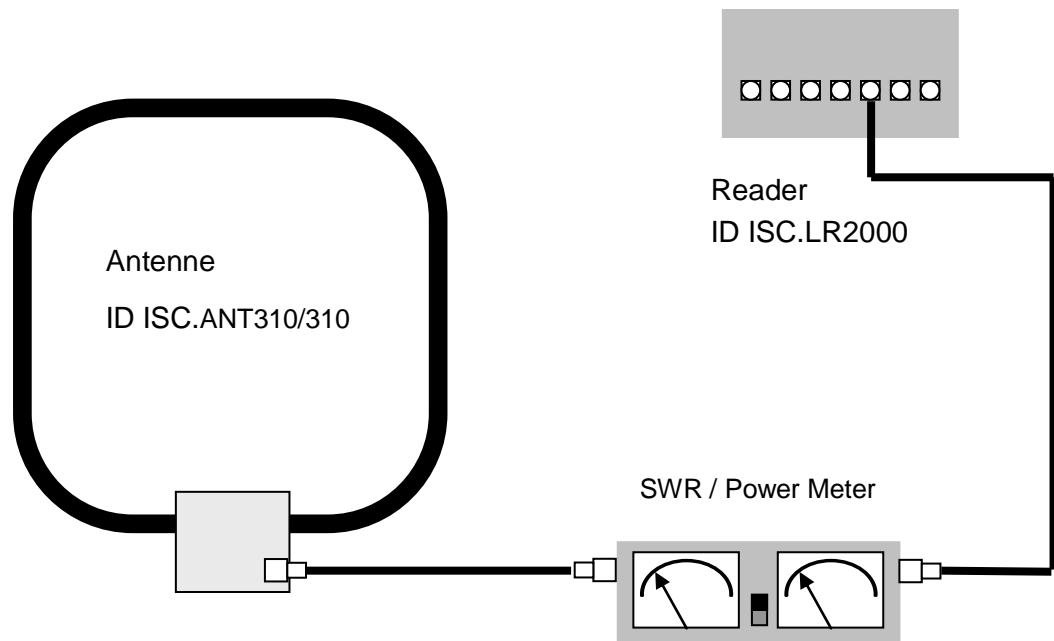 Reader
ID ISC.LR2000
Antenne
ID ISC.ANT310/310
SWR / Power Meter